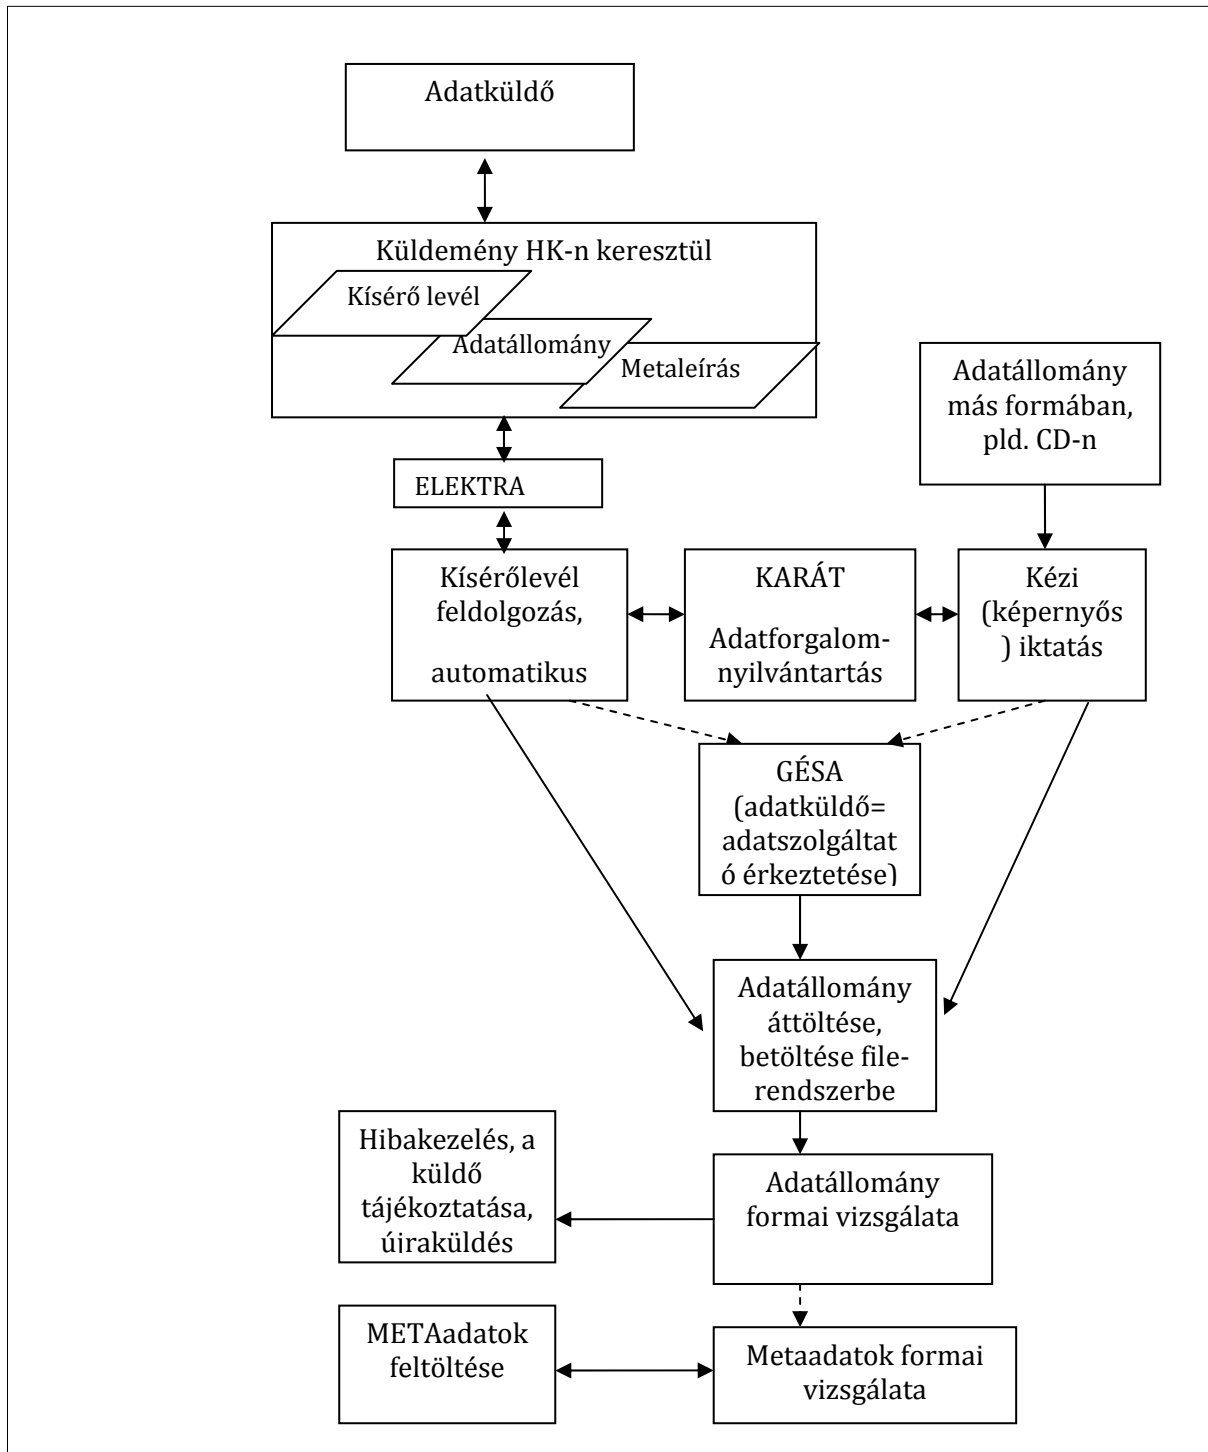 Adatküldő
Küldemény HK-n keresztül
Kísérő levél
Adatállomány
Metaleírás
Adatállomány
más formában,
pld. CD-n
ELEKTRA
Kísérőlevél
feldolgozás,
automatikus
KARÁT
Adatforgalom-
nyilvántartás
Kézi
(képernyős
) iktatás
GÉSA
(adatküldő=
adatszolgáltat
ó érkeztetése)
Adatállomány
áttöltése,
betöltése file-
rendszerbe
Hibakezelés, a
küldő
tájékoztatása,
újraküldés
Adatállomány
formai vizsgálata
METAadatok
feltöltése
Metaadatok formai
vizsgálata